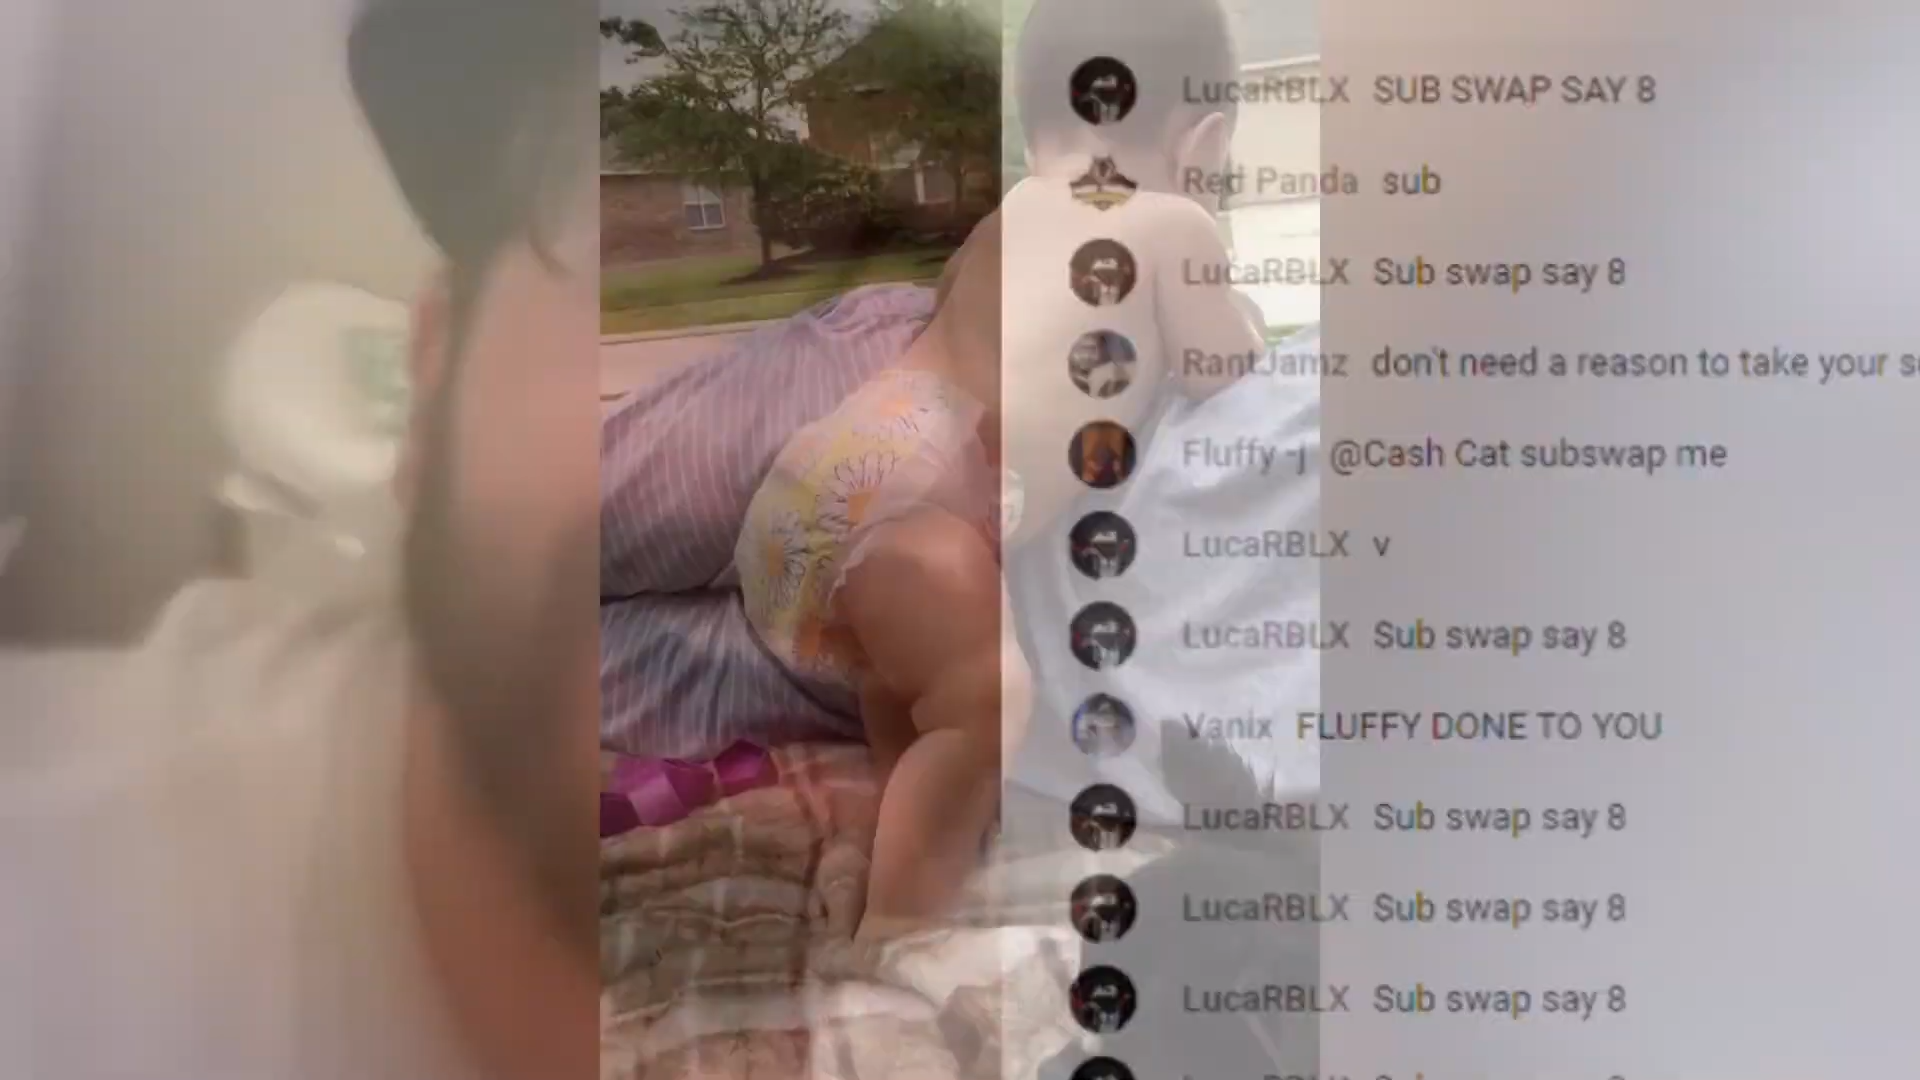 LucaRBLX SUB SWAP SAY 8
Red Panda sub
LucaRBLX Sub swap say 8
RantJamz don't need a reason to take your
Fluffy -j @Cash Cat subswap me
LucaRBLX v
LucaRBLX Sub swap say 8
Vanix FLUFFY DONE TO YOU
LucaRBLX Sub swap say 8
LucaRBLX Sub swap say 8
LucaRBLX Sub swap say 8